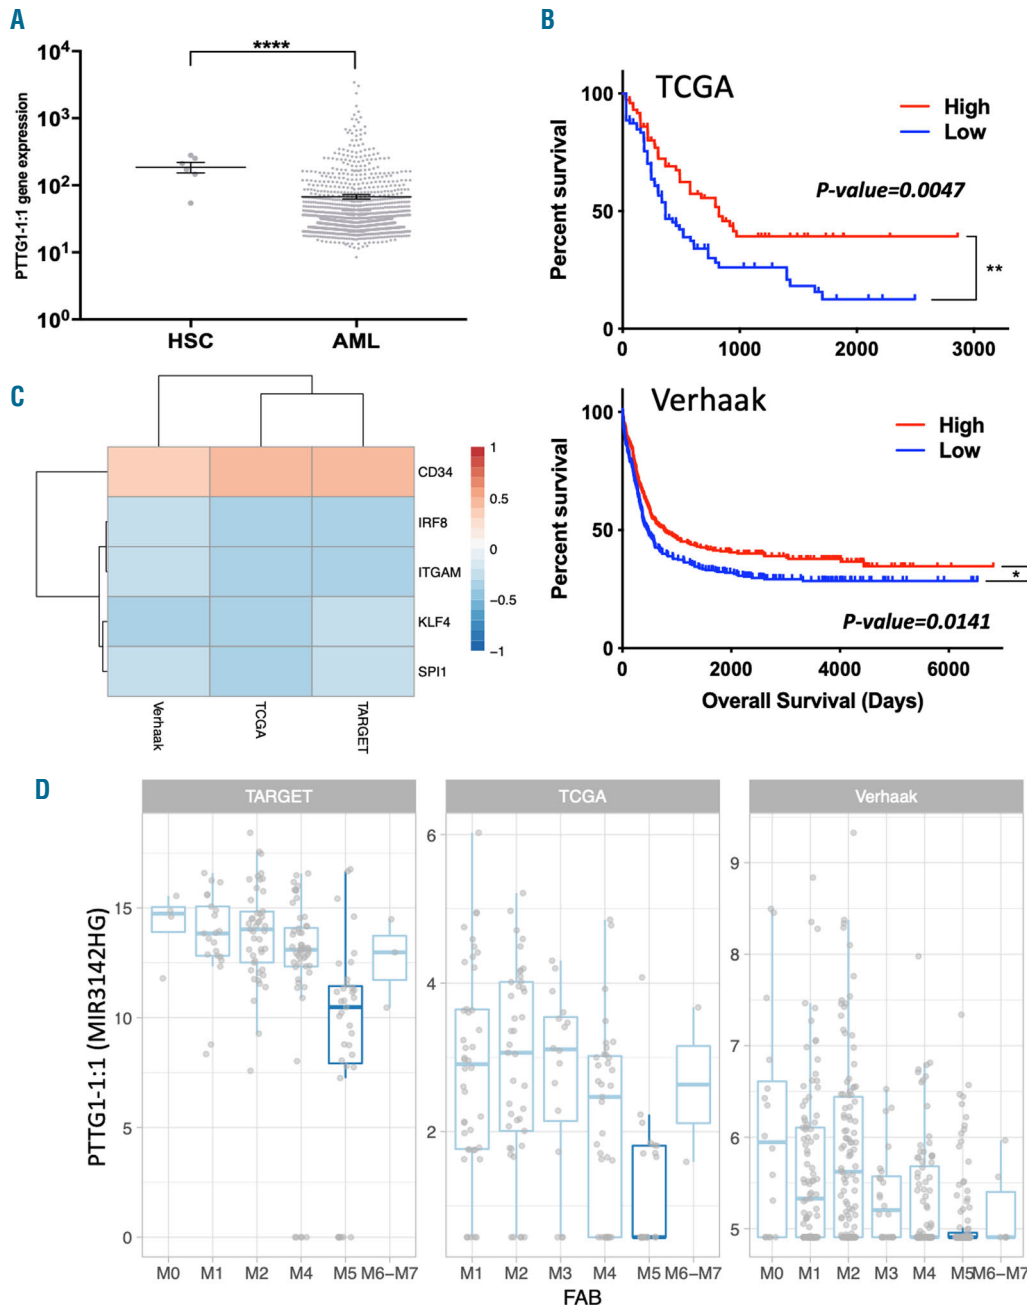 A
10⁴
10³
10²
10¹
10⁰
PTTG1-1:1 gene expression
****
HSC
AML
B
TCGA
High
Low
P-value=0.0047
**
100
50
0
Percent survival
0
1000
2000
3000
Verhaak
High
Low
*
P-value=0.0141
100
50
0
Percent survival
0
2000
4000
6000
Overall Survival (Days)
C
CD34
IRF8
ITGAM
KLF4
SPI1
1
0.5
0
−0.5
−1
Verhaak
TCGA
TARGET
D
TARGET
TCGA
Verhaak
PTTG1-1:1 (MIR3142HG)
15
10
5
0
6
4
2
9
8
7
6
5
M0 M1 M2 M4 M5 M6−M7
M1 M2 M3 M4 M5 M6−M7
M0 M1 M2 M3 M4 M5 M6−M7
FAB